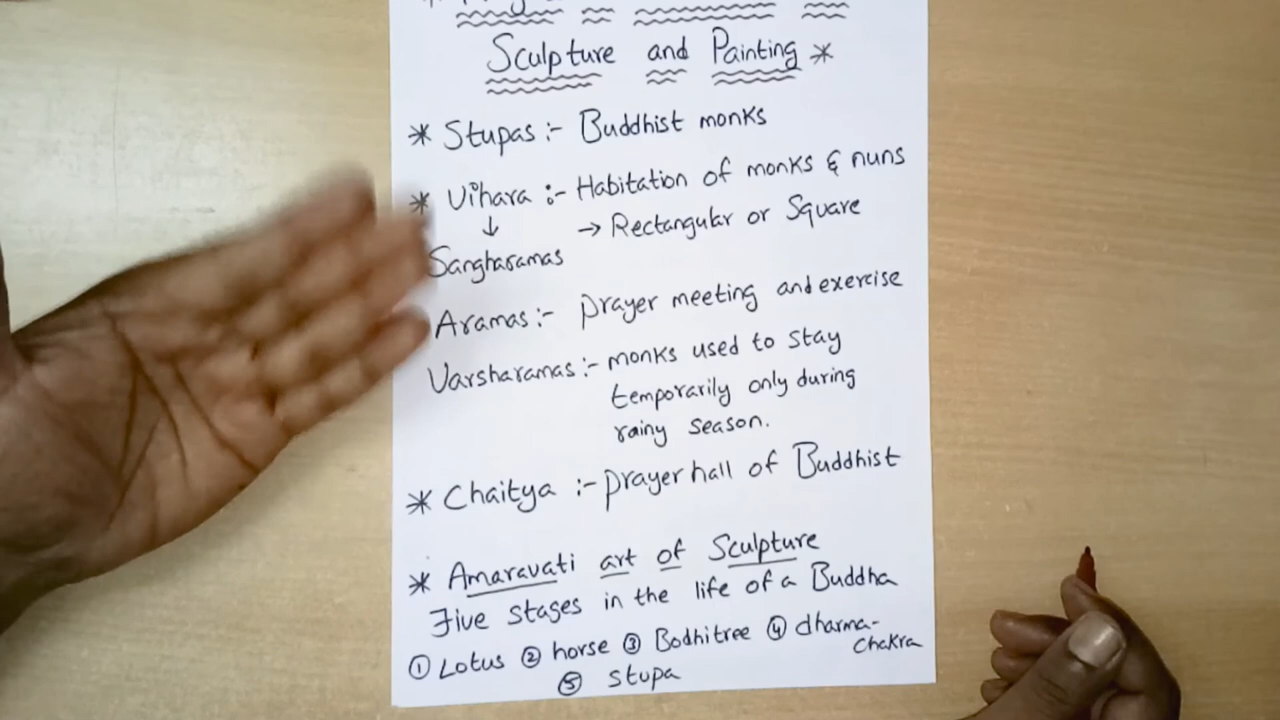 Sculpture and Painting *
* Stupas :- Buddhist monks
* Vihara :- Habitation of monks & nuns
↓ → Rectangular or Square
Sangharamas
Aramas :- prayer meeting and exercise
Varsharamas :- monks used to stay
temporarily only during
rainy season.
* Chaitya :- prayer hall of Buddhist
* Amaravati art of Sculpture
Five stages in the life of a Buddha
① Lotus ② horse ③ Bodhitree ④ dharma-
chakra
⑤ stupa